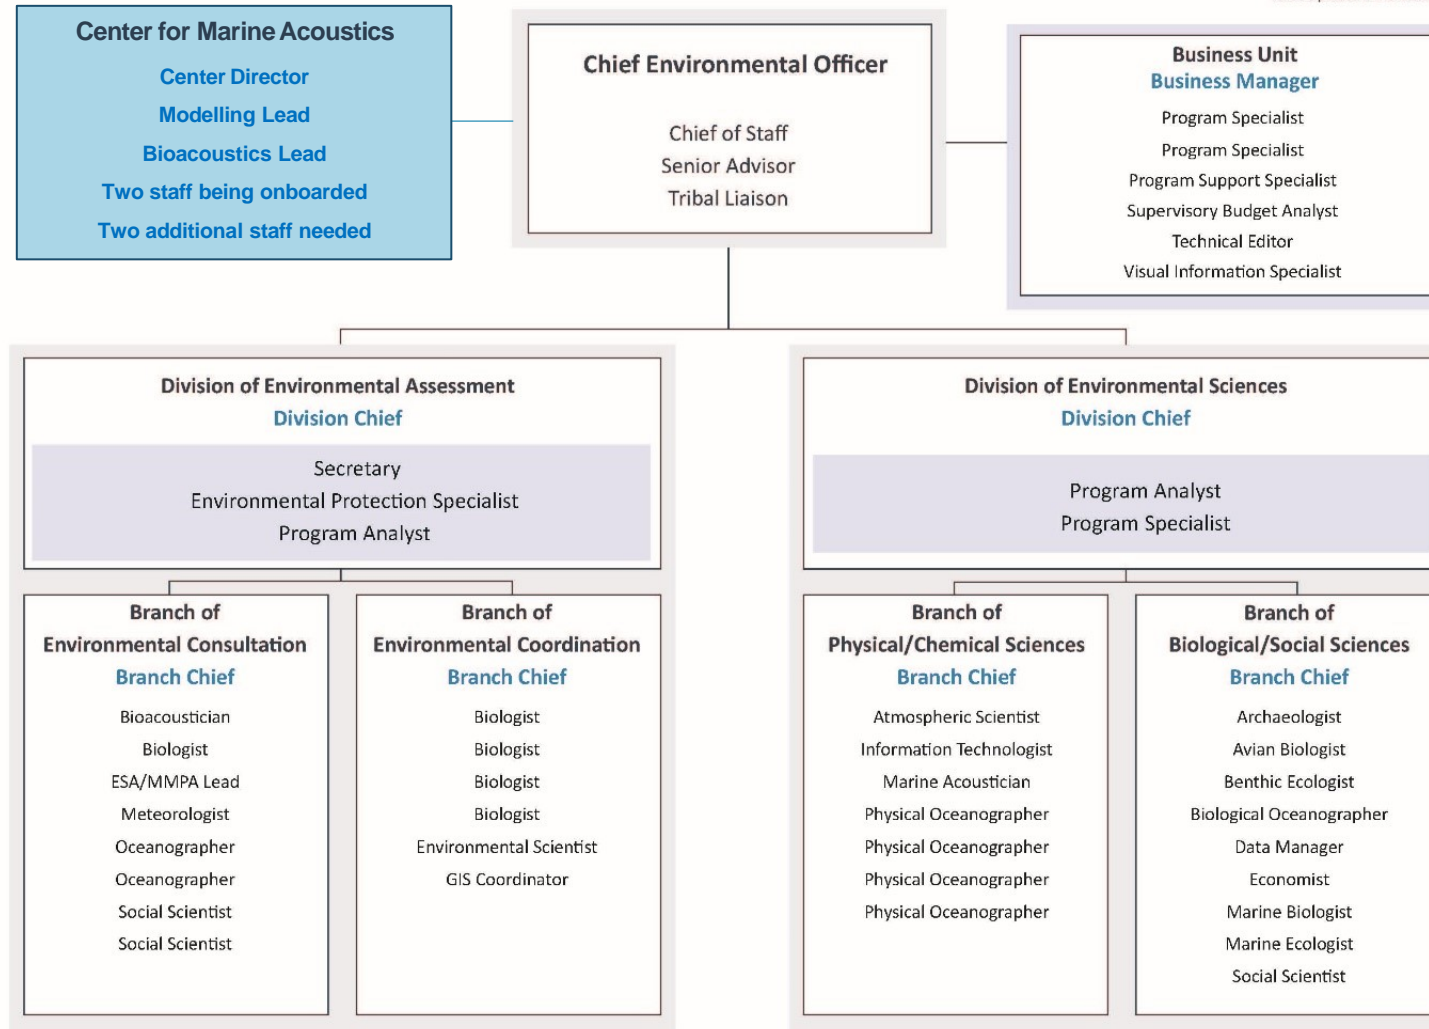 Center for Marine Acoustics
Center Director
Modelling Lead
Bioacoustics Lead
Two staff being onboarded
Two additional staff needed
Chief Environmental Officer
Chief of Staff
Senior Advisor
Tribal Liaison
Business Unit
Business Manager
Program Specialist
Program Specialist
Program Support Specialist
Supervisory Budget Analyst
Technical Editor
Visual Information Specialist
Division of Environmental Assessment
Division Chief
Secretary
Environmental Protection Specialist
Program Analyst
Division of Environmental Sciences
Division Chief
Program Analyst
Program Specialist
Branch of
Environmental Consultation
Branch Chief
Bioacoustician
Biologist
ESA/MMPA Lead
Meteorologist
Oceanographer
Oceanographer
Social Scientist
Social Scientist
Branch of
Environmental Coordination
Branch Chief
Biologist
Biologist
Biologist
Biologist
Environmental Scientist
GIS Coordinator
Branch of
Physical/Chemical Sciences
Branch Chief
Atmospheric Scientist
Information Technologist
Marine Acoustician
Physical Oceanographer
Physical Oceanographer
Physical Oceanographer
Physical Oceanographer
Branch of
Biological/Social Sciences
Branch Chief
Archaeologist
Avian Biologist
Benthic Ecologist
Biological Oceanographer
Data Manager
Economist
Marine Biologist
Marine Ecologist
Social Scientist